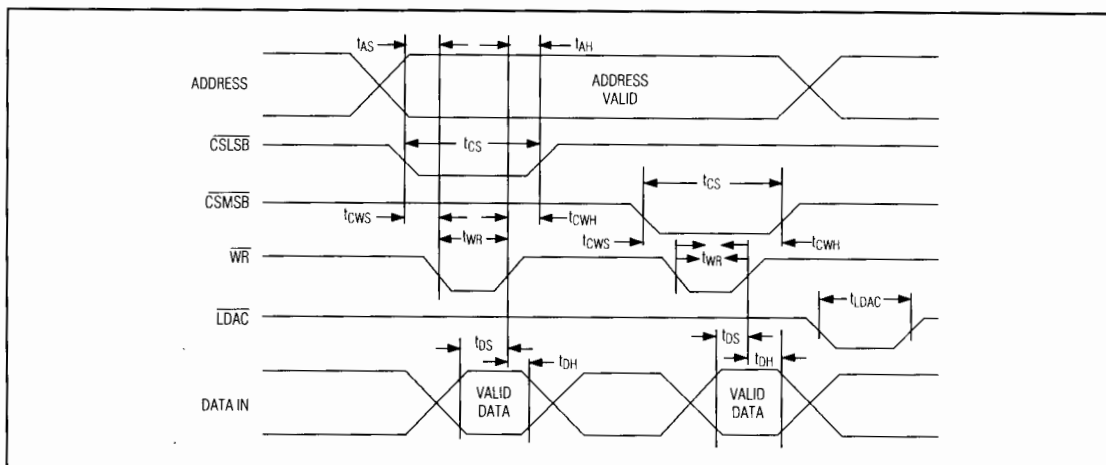 tAS tAH
ADDRESS ADDRESS VALID
CSLSB tCS
CSMSB tCS
tCWS tCWH
tWR tCWS tCWH
WR tWR
LDAC tLDAC
tDS tDH tDS tDH
DATA IN VALID DATA VALID DATA